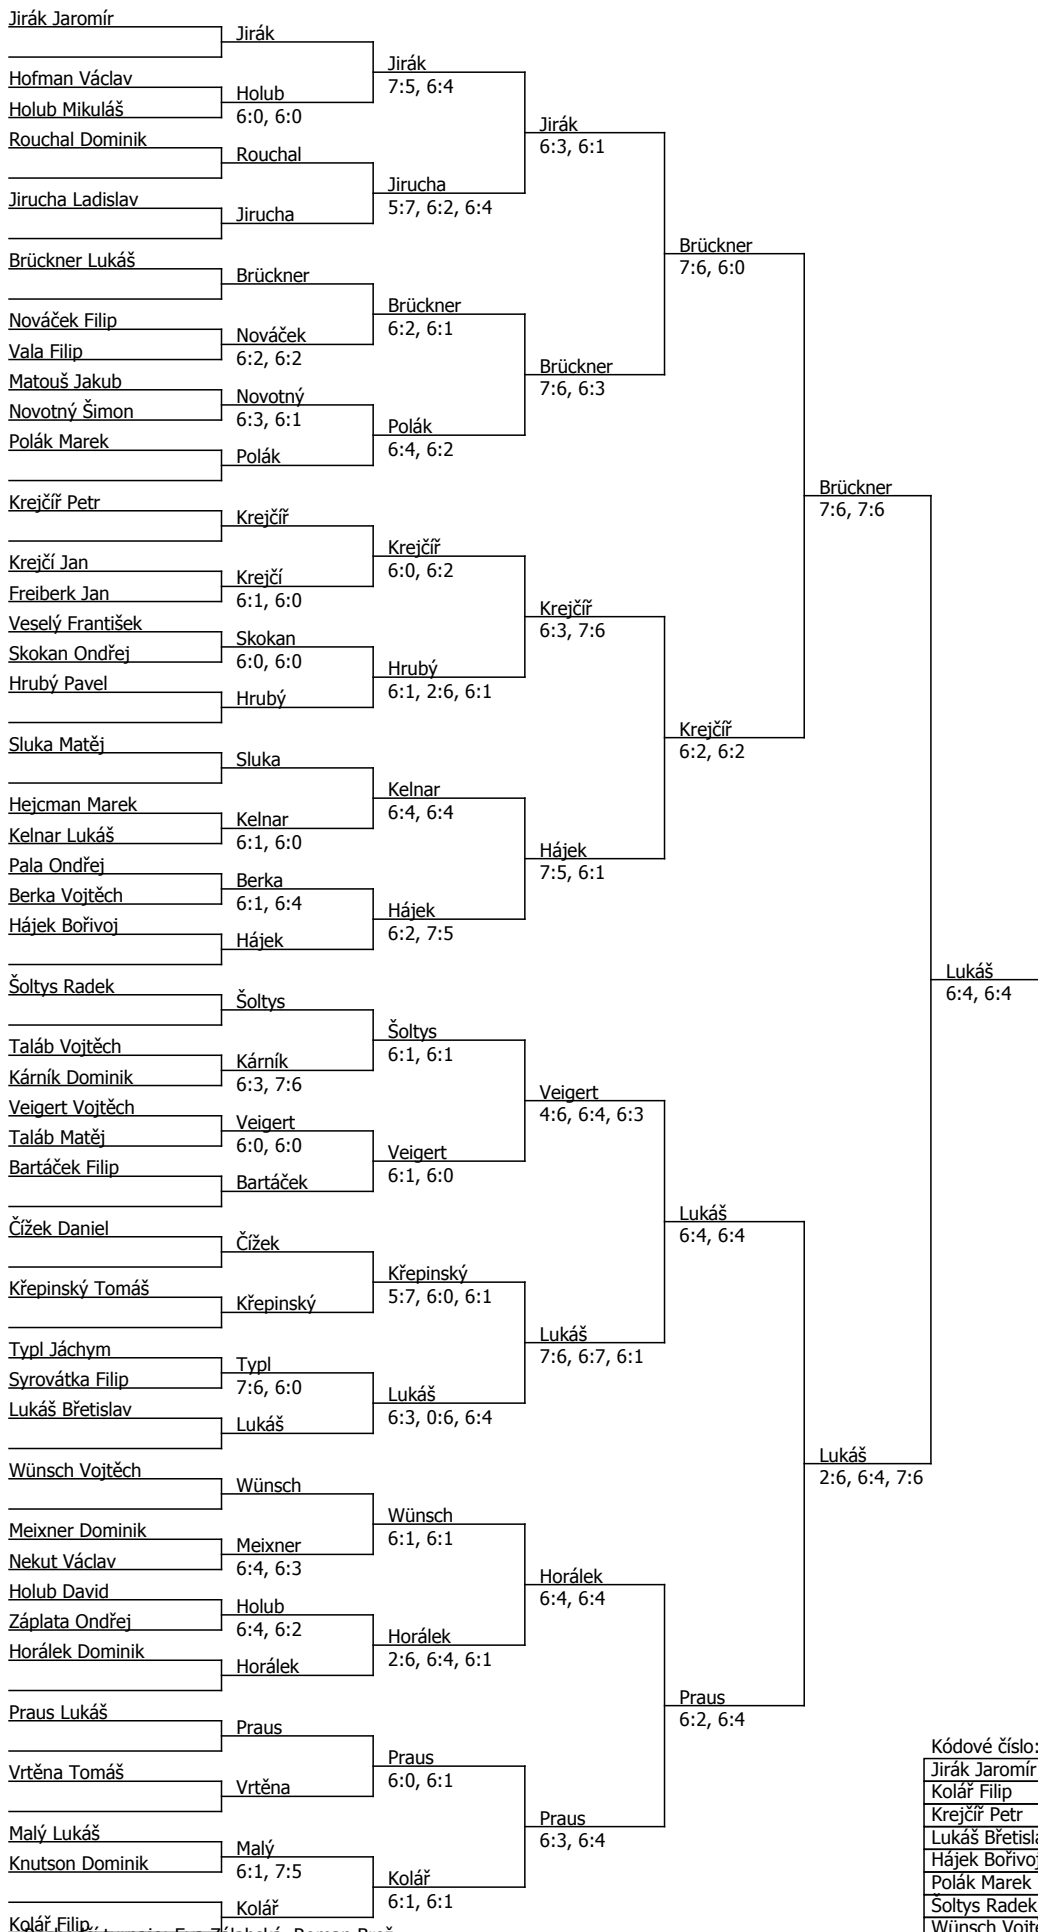 Jirák Jaromír
Jirák
Jirák
7:5, 6:4
Hofman Václav
Holub
6:0, 6:0
Holub Mikuláš
Jirák
6:3, 6:1
Rouchal Dominik
Rouchal
Jirucha
5:7, 6:2, 6:4
Jirucha Ladislav
Jirucha
Brückner
7:6, 6:0
Brückner Lukáš
Brückner
Brückner
6:2, 6:1
Nováček Filip
Nováček
6:2, 6:2
Vala Filip
Brückner
7:6, 6:3
Matouš Jakub
Novotný
6:3, 6:1
Novotný Šimon
Polák
6:4, 6:2
Polák Marek
Polák
Brückner
7:6, 7:6
Krejčíř Petr
Krejčíř
Krejčíř
6:0, 6:2
Krejčí Jan
Krejčí
6:1, 6:0
Freiberk Jan
Krejčíř
6:3, 7:6
Veselý František
Skokan
6:0, 6:0
Skokan Ondřej
Hrubý
6:1, 2:6, 6:1
Hrubý Pavel
Hrubý
Krejčíř
6:2, 6:2
Sluka Matěj
Sluka
Kelnar
6:4, 6:4
Hejcman Marek
Kelnar
6:1, 6:0
Kelnar Lukáš
Hájek
7:5, 6:1
Pala Ondřej
Berka
6:1, 6:4
Berka Vojtěch
Hájek
6:2, 7:5
Hájek Bořivoj
Hájek
Lukáš
6:4, 6:4
Šoltys Radek
Šoltys
Šoltys
6:1, 6:1
Taláb Vojtěch
Kárník
6:3, 7:6
Kárník Dominik
Veigert
4:6, 6:4, 6:3
Veigert Vojtěch
Veigert
6:0, 6:0
Taláb Matěj
Veigert
6:1, 6:0
Bartáček Filip
Bartáček
Lukáš
6:4, 6:4
Čížek Daniel
Čížek
Křepinský
5:7, 6:0, 6:1
Křepinský Tomáš
Křepinský
Lukáš
7:6, 6:7, 6:1
Typl Jáchym
Typl
7:6, 6:0
Syrovátka Filip
Lukáš
6:3, 0:6, 6:4
Lukáš Břetislav
Lukáš
Lukáš
2:6, 6:4, 7:6
Wünsch Vojtěch
Wünsch
Wünsch
6:1, 6:1
Meixner Dominik
Meixner
6:4, 6:3
Nekut Václav
Horálek
6:4, 6:4
Holub David
Holub
6:4, 6:2
Záplata Ondřej
Horálek
2:6, 6:4, 6:1
Horálek Dominik
Horálek
Praus
6:2, 6:4
Praus Lukáš
Praus
Praus
6:0, 6:1
Vrtěna Tomáš
Vrtěna
Praus
6:3, 6:4
Malý Lukáš
Malý
6:1, 7:5
Knutson Dominik
Kolář
6:1, 6:1
Kolář
Kolář Filip
Kódové číslo:
Jirák Jaromír
Kolář Filip
Krejčíř Petr
Lukáš Břetisla
Hájek Bořivoj
Polák Marek
Šoltys Radek
Wünsch Vojtě